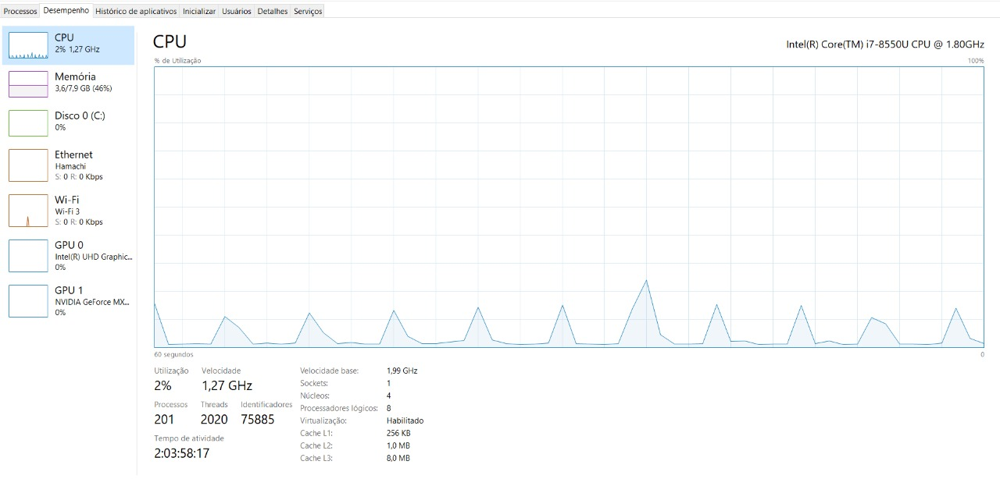 Processos Desempenho Histórico de aplicativos Inicializar Usuários Detalhes Serviços
CPU
2% 1,27 GHz
Memória
3,6/7,9 GB (46%)
Disco 0 (C:)
0%
Ethernet
Hamachi
S: 0 R: 0 Kbps
Wi-Fi
Wi-Fi 3
S: 0 R: 0 Kbps
GPU 0
Intel(R) UHD Graphic...
0%
GPU 1
NVIDIA GeForce MX...
0%
CPU
Intel(R) Core(TM) i7-8550U CPU @ 1.80GHz
% de Utilização 100%
60 segundos 0
Utilização Velocidade
2% 1,27 GHz
Processos Threads Identificadores
201 2020 75885
Tempo de atividade
2:03:58:17
Velocidade base: 1,99 GHz
Sockets: 1
Núcleos: 4
Processadores lógicos: 8
Virtualização: Habilitado
Cache L1: 256 KB
Cache L2: 1,0 MB
Cache L3: 8,0 MB